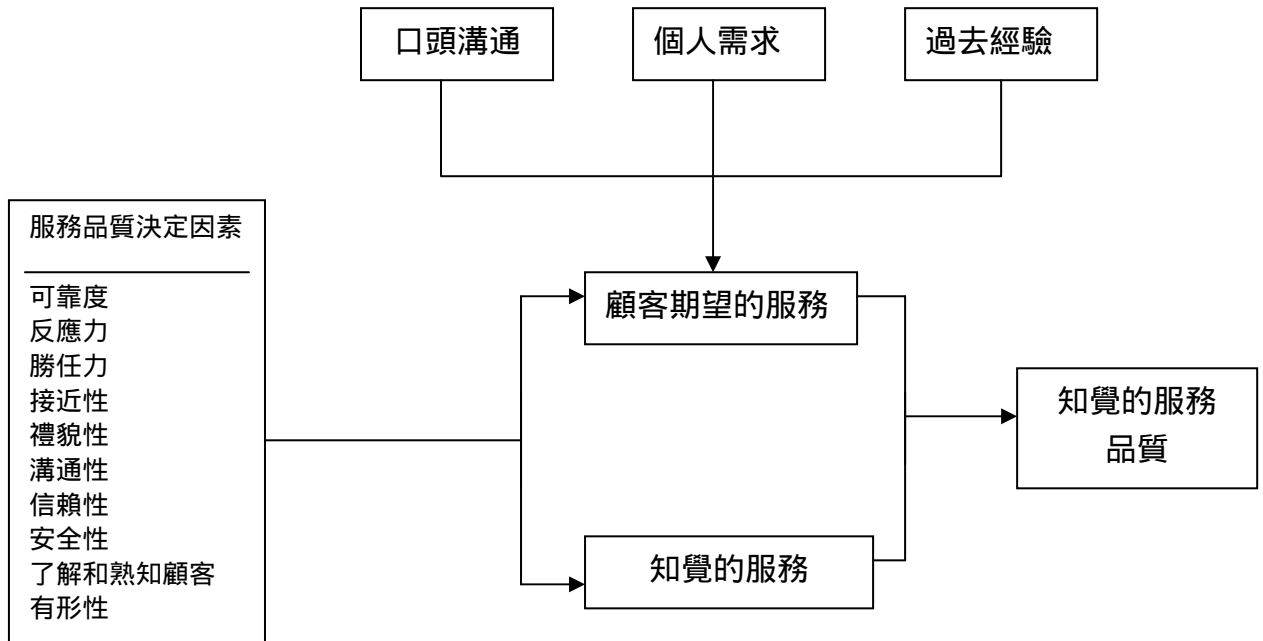 口頭溝通
個人需求
過去經驗
服務品質決定因素
可靠度
反應力
勝任力
接近性
禮貌性
溝通性
信賴性
安全性
了解和熟知顧客
有形性
顧客期望的服務
知覺的服務
知覺的服務
品質